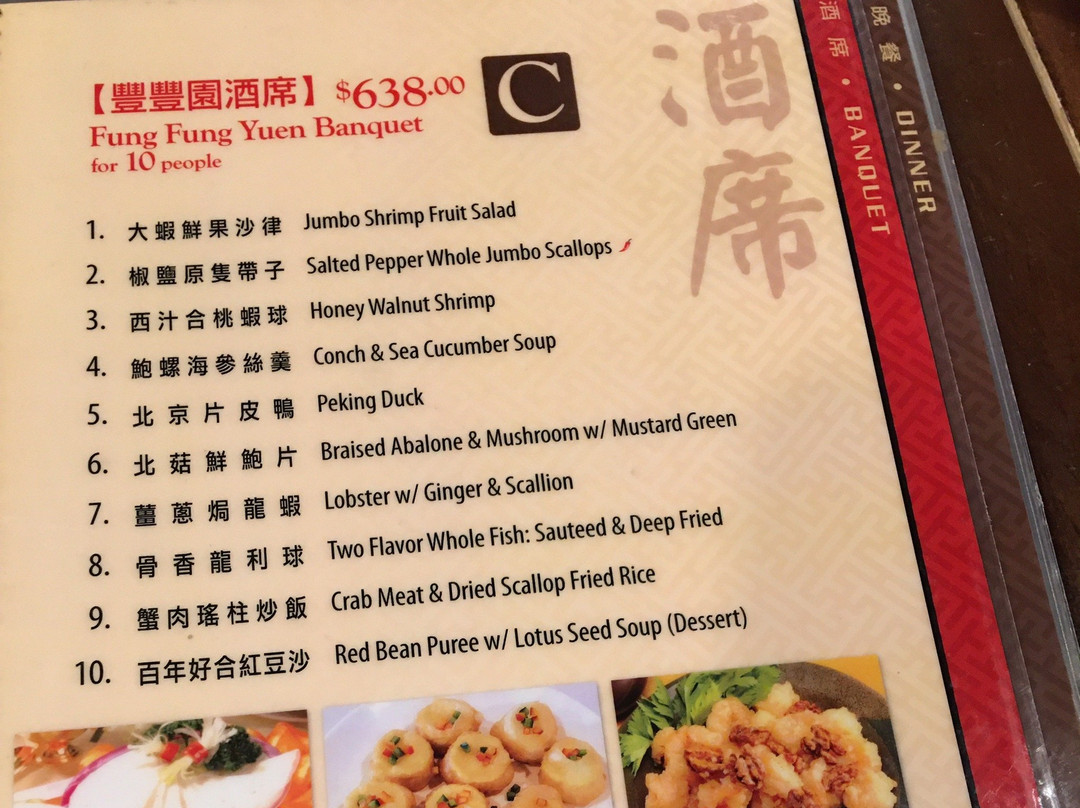 【豐豐園酒席】 $638.00
C
Fung Fung Yuen Banquet
for 10 people
1. 大蝦鮮果沙律 Jumbo Shrimp Fruit Salad
2. 椒鹽原隻帶子 Salted Pepper Whole Jumbo Scallops
3. 西汁合桃蝦球 Honey Walnut Shrimp
4. 鮑螺海參絲羹 Conch & Sea Cucumber Soup
5. 北京片皮鴨 Peking Duck
6. 北菇鮮鮑片 Braised Abalone & Mushroom w/ Mustard Green
7. 薑蔥焗龍蝦 Lobster w/ Ginger & Scallion
8. 骨香龍利球 Two Flavor Whole Fish: Sauteed & Deep Fried
9. 蟹肉瑤柱炒飯 Crab Meat & Dried Scallop Fried Rice
10. 百年好合紅豆沙 Red Bean Puree w/ Lotus Seed Soup (Dessert)
酒席
酒席 • BANQUET
晚餐 • DINNER